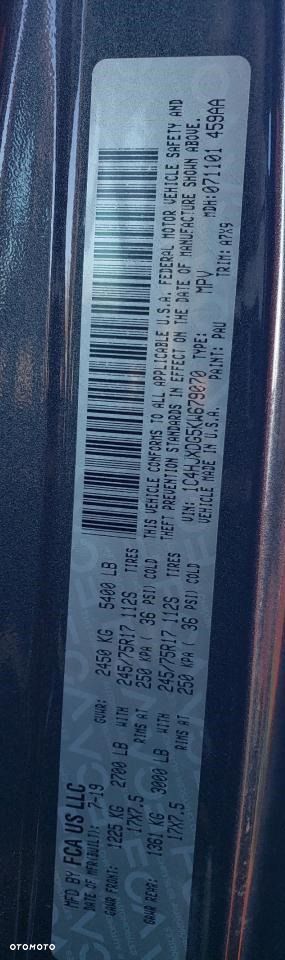 MFD BY FCA US LLC
DATE OF MFR(BUILT): 7-19
GVWR: 2450 KG 5400 LB
GAWR FRONT: 1225 KG 2700 LB WITH 245/75R17 112S TIRES
17X7.5 RIMS AT 250 KPA ( 36 PSI) COLD
GAWR REAR: 1361 KG 3000 LB WITH 245/75R17 112S TIRES
17X7.5 RIMS AT 250 KPA ( 36 PSI) COLD
THIS VEHICLE CONFORMS TO ALL APPLICABLE U.S.A. FEDERAL MOTOR VEHICLE SAFETY AND
THEFT PREVENTION STANDARDS IN EFFECT ON THE DATE OF MANUFACTURE SHOWN ABOVE.
VIN: 1C4HJXDG5KW679070 TYPE: MPV MDH: 071101 459AA
VEHICLE MADE IN U.S.A. PAINT: PAU TRIM: A7X9
OTOMOTO